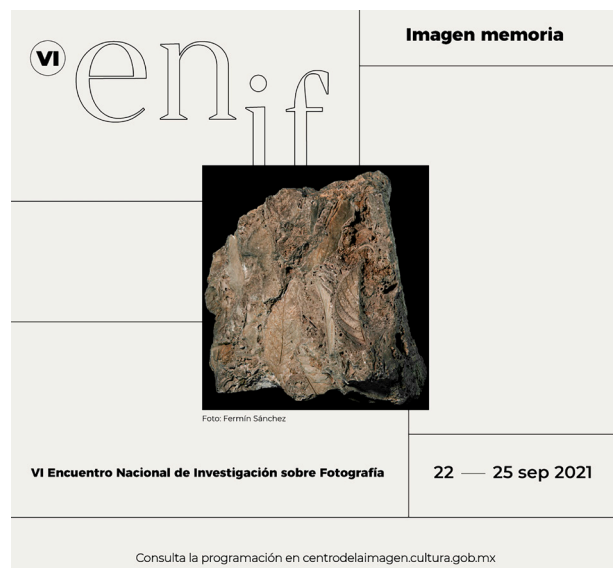 VI enif
Imagen memoria
Foto: Fermín Sánchez
VI Encuentro Nacional de Investigación sobre Fotografía
22 — 25 sep 2021
Consulta la programación en centrodelaimagen.cultura.gob.mx